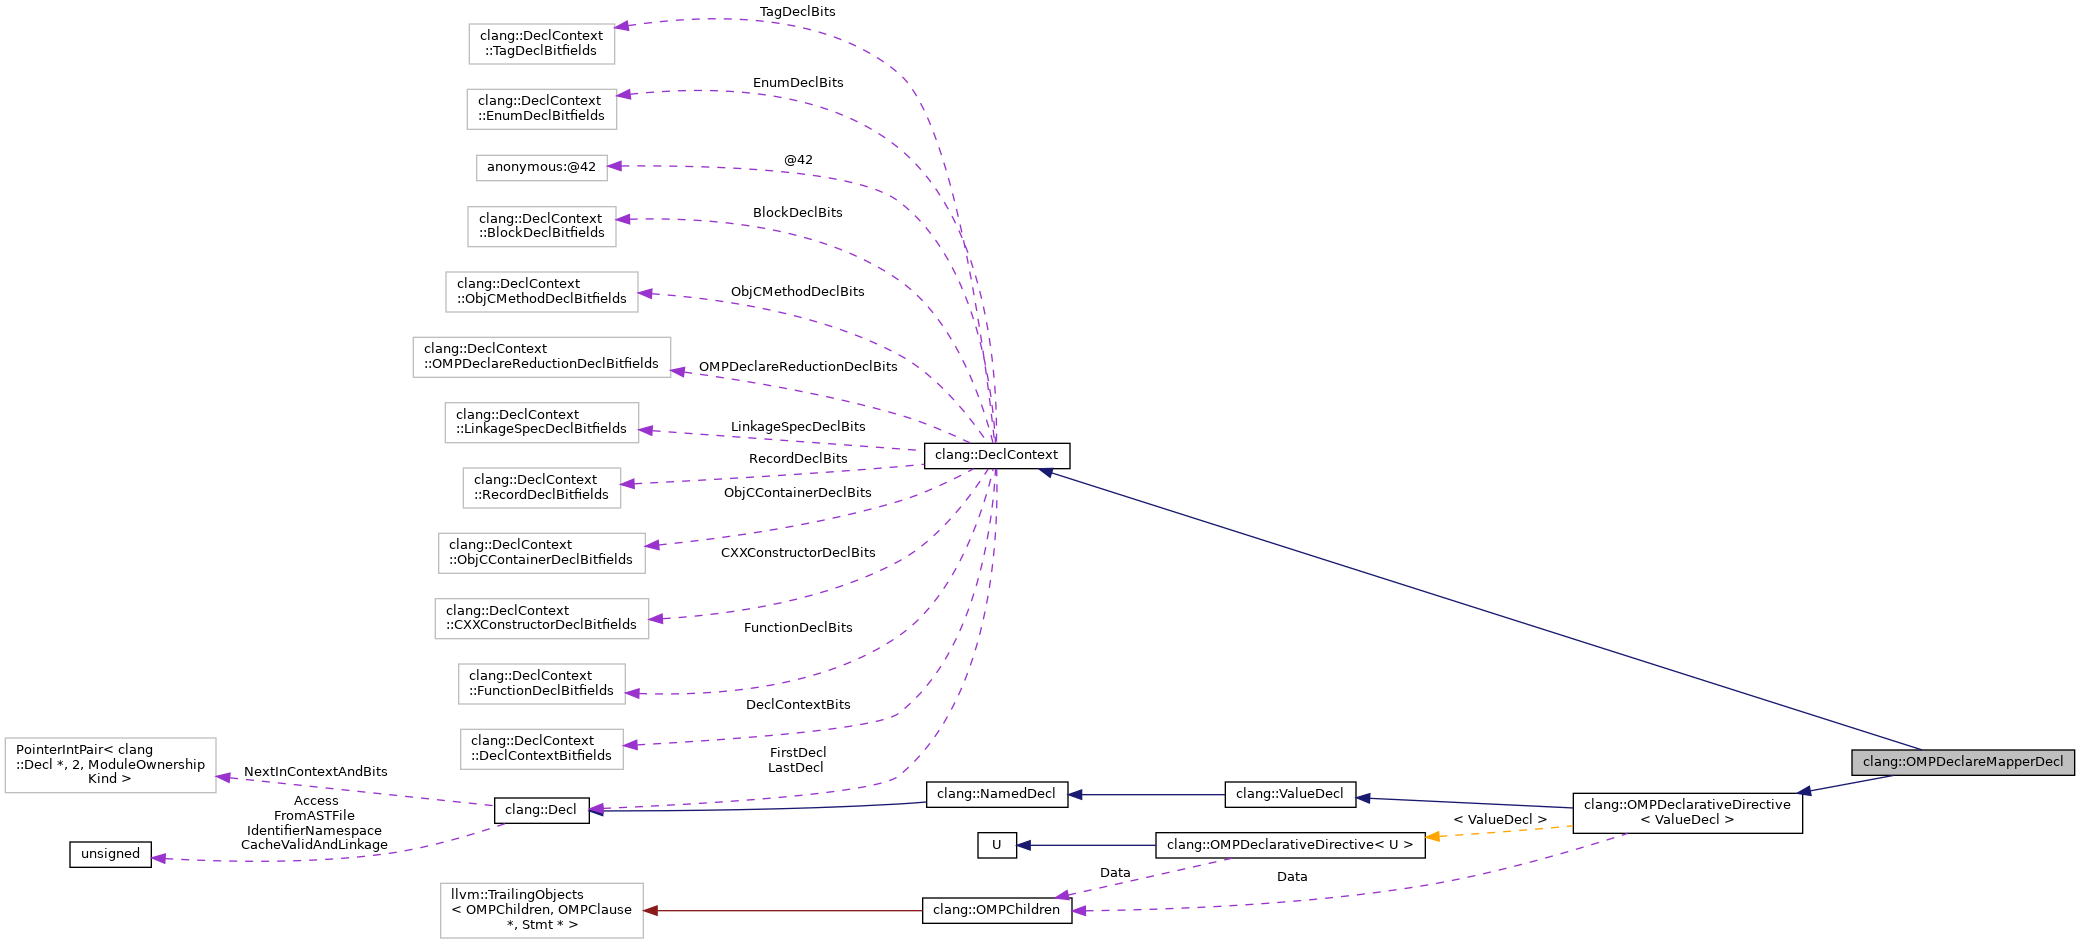 TagDeclBits
clang::DeclContext
::TagDeclBitfields
EnumDeclBits
clang::DeclContext
::EnumDeclBitfields
@42
anonymous:@42
BlockDeclBits
clang::DeclContext
::BlockDeclBitfields
clang::DeclContext
::ObjCMethodDeclBitfields
ObjCMethodDeclBits
clang::DeclContext
::OMPDeclareReductionDeclBitfields
OMPDeclareReductionDeclBits
clang::DeclContext
::LinkageSpecDeclBitfields
LinkageSpecDeclBits
clang::DeclContext
RecordDeclBits
clang::DeclContext
::RecordDeclBitfields
ObjCContainerDeclBits
clang::DeclContext
::ObjCContainerDeclBitfields
CXXConstructorDeclBits
clang::DeclContext
::CXXConstructorDeclBitfields
FunctionDeclBits
clang::DeclContext
::FunctionDeclBitfields
DeclContextBits
clang::DeclContext
::DeclContextBitfields
FirstDecl
LastDecl
PointerIntPair< clang
::Decl *, 2, ModuleOwnership
Kind >
NextInContextAndBits
clang::OMPDeclareMapperDecl
clang::NamedDecl
clang::ValueDecl
clang::Decl
clang::OMPDeclarativeDirective
< ValueDecl >
Access
FromASTFile
IdentifierNamespace
CacheValidAndLinkage
< ValueDecl >
unsigned
U
clang::OMPDeclarativeDirective< U >
Data
Data
llvm::TrailingObjects
< OMPChildren, OMPClause
*, Stmt * >
clang::OMPChildren